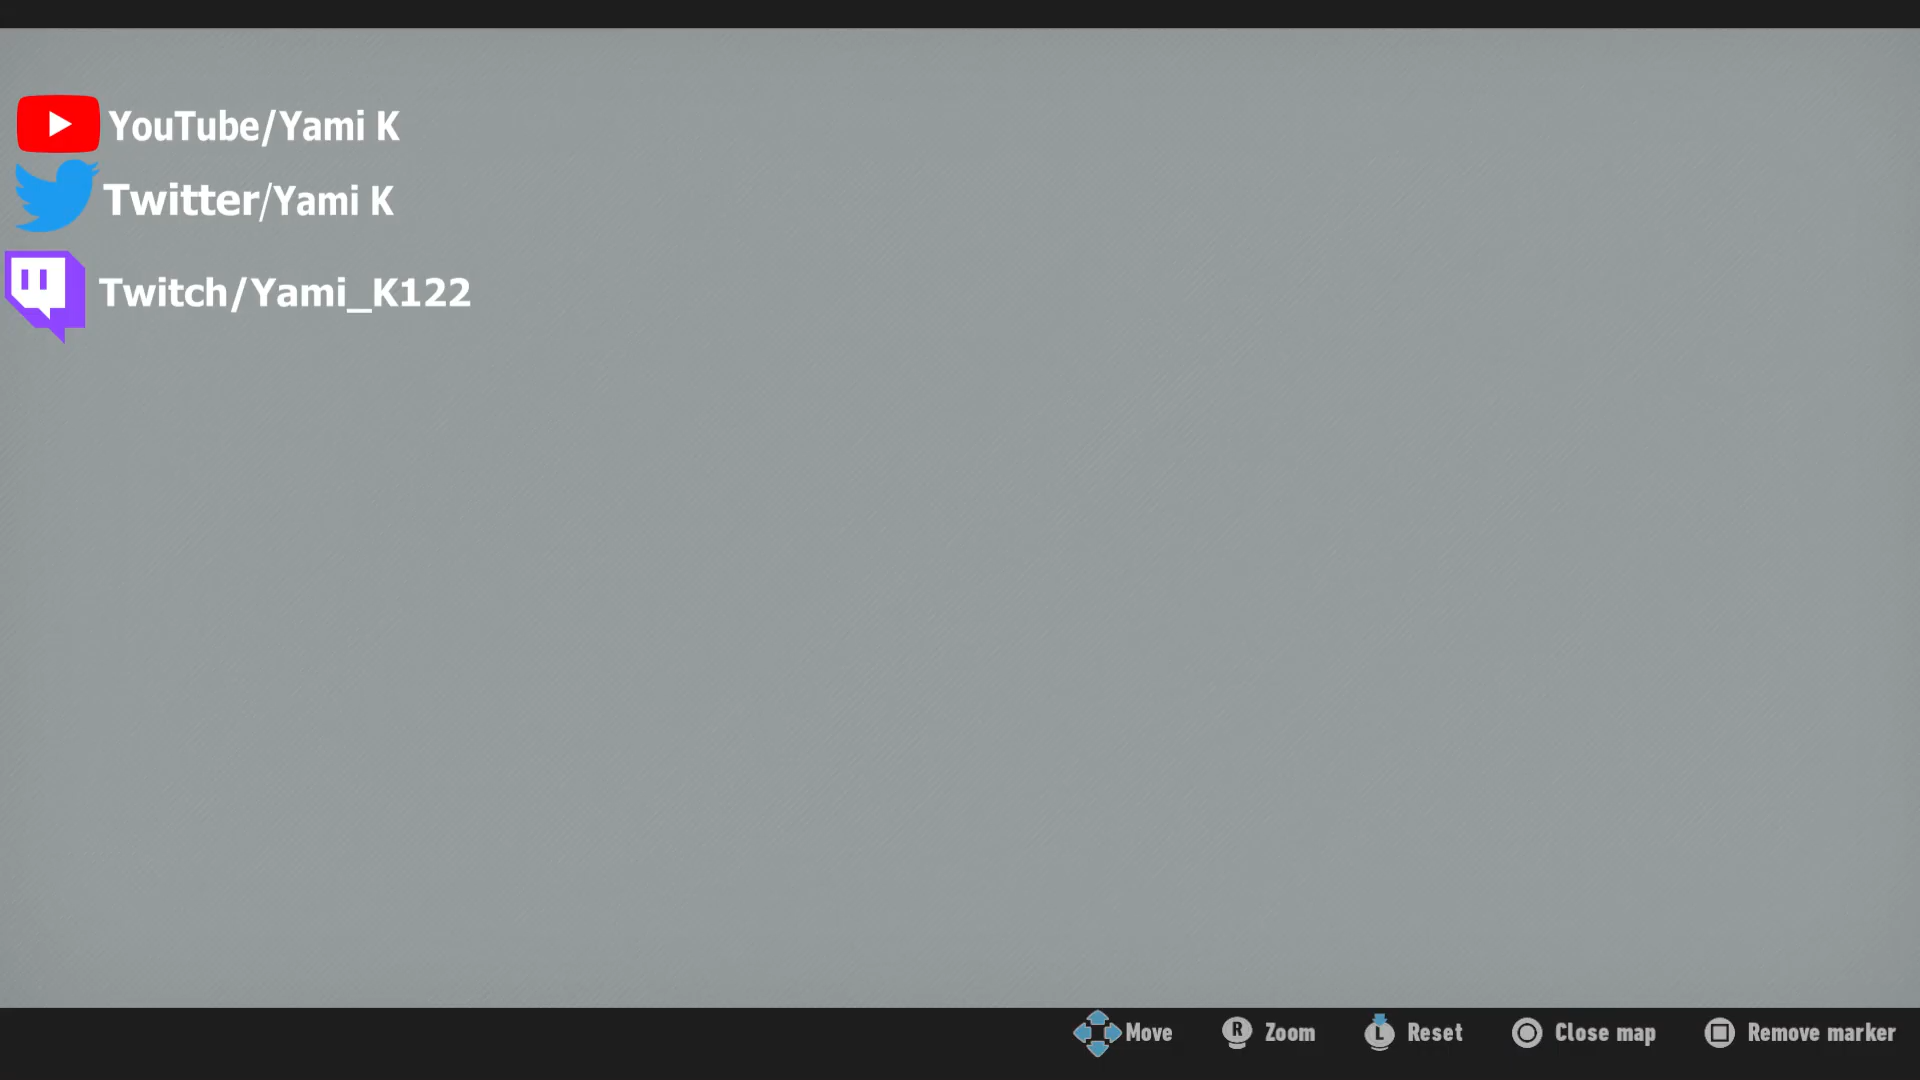 YouTube/Yami K
Twitter/Yami K
Twitch/Yami_K122
Move R Zoom L Reset Close map Remove marker